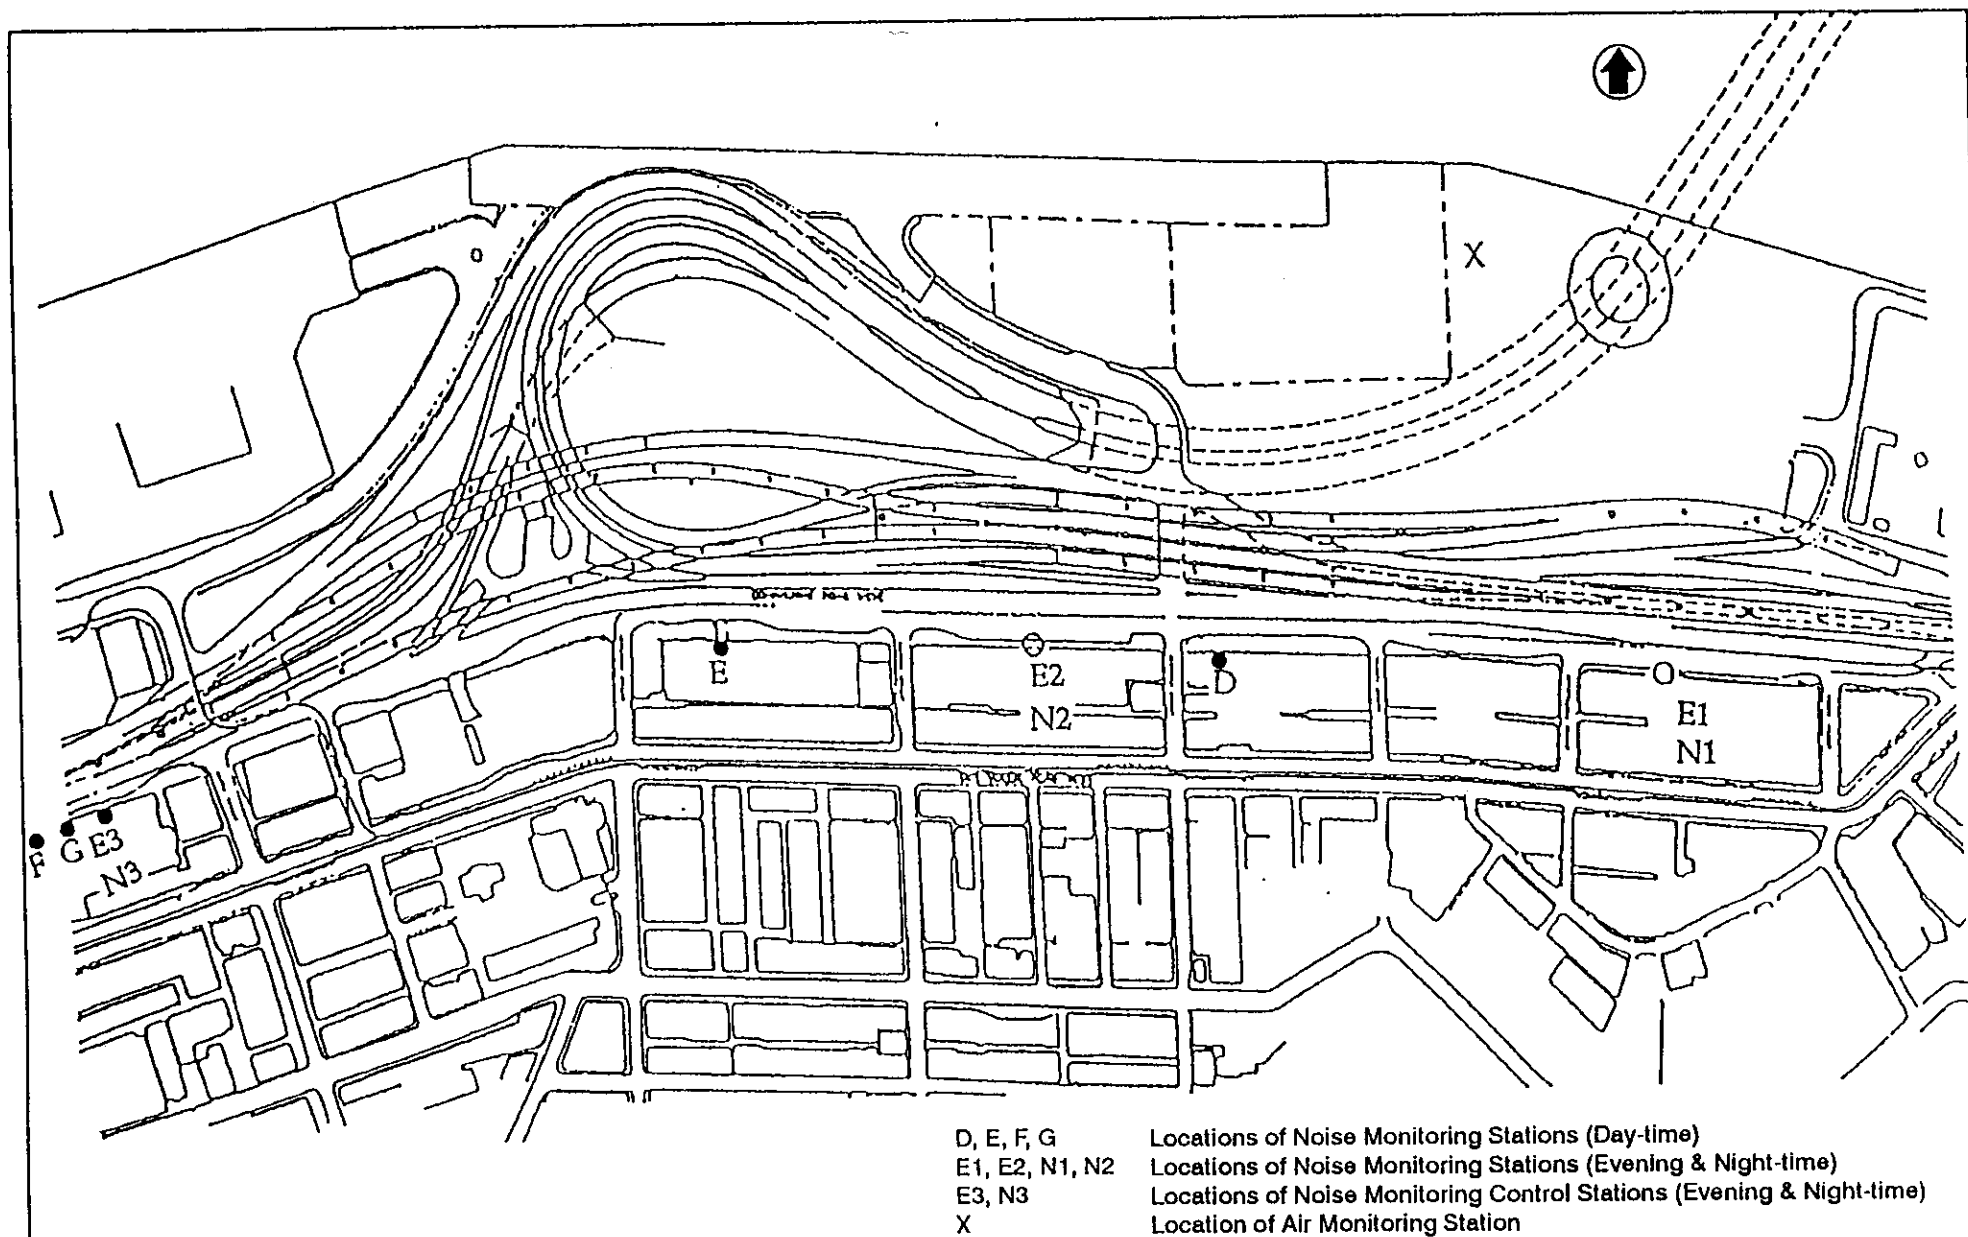 X
E
E2
D
N2
E1
N1
F
G
E3
N3
D, E, F, G Locations of Noise Monitoring Stations (Day-time)
E1, E2, N1, N2 Locations of Noise Monitoring Stations (Evening & Night-time)
E3, N3 Locations of Noise Monitoring Control Stations (Evening & Night-time)
X Location of Air Monitoring Station